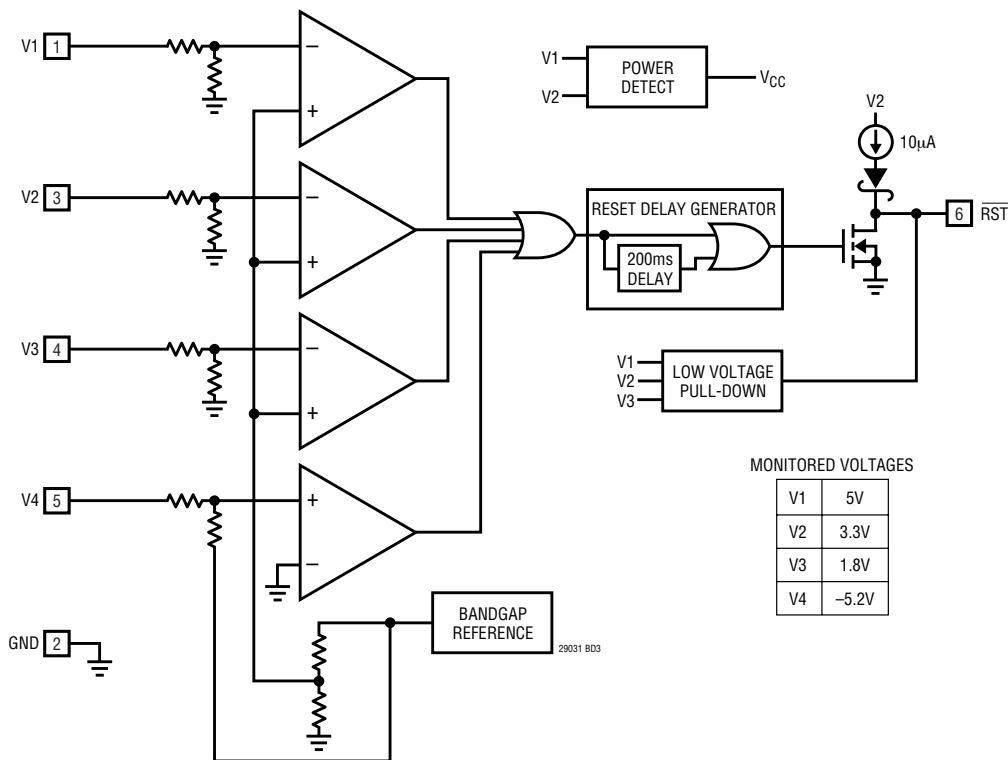 V1 1
−
+
V2 3
−
+
V3 4
−
+
V4 5
+
−
GND 2
V1
V2
POWER
DETECT
VCC
RESET DELAY GENERATOR
200ms
DELAY
V2
10µA
6 RST
V1
V2
V3
LOW VOLTAGE
PULL-DOWN
BANDGAP
REFERENCE
29031 BD3
MONITORED VOLTAGES
V1 5V
V2 3.3V
V3 1.8V
V4 –5.2V